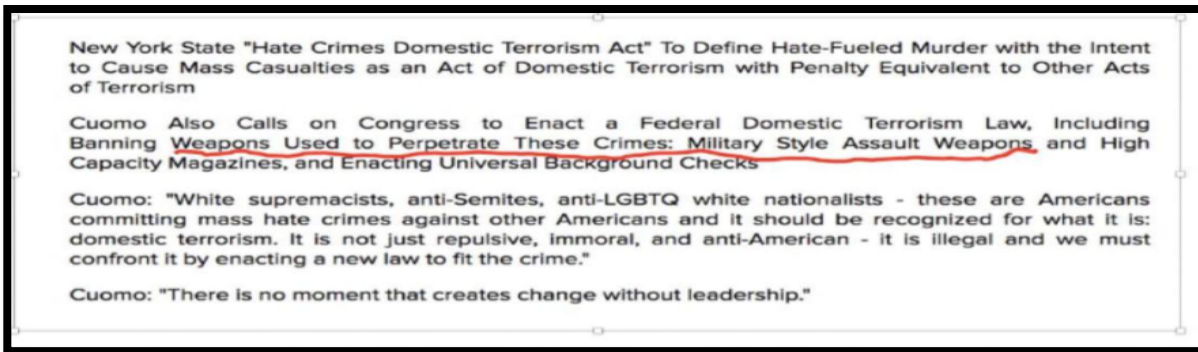 New York State "Hate Crimes Domestic Terrorism Act" To Define Hate-Fueled Murder with the Intent
to Cause Mass Casualties as an Act of Domestic Terrorism with Penalty Equivalent to Other Acts
of Terrorism
Cuomo Also Calls on Congress to Enact a Federal Domestic Terrorism Law, Including
Banning Weapons Used to Perpetrate These Crimes: Military Style Assault Weapons and High
Capacity Magazines, and Enacting Universal Background Checks
Cuomo: "White supremacists, anti-Semites, anti-LGBTQ white nationalists - these are Americans
committing mass hate crimes against other Americans and it should be recognized for what it is:
domestic terrorism. It is not just repulsive, immoral, and anti-American - it is illegal and we must
confront it by enacting a new law to fit the crime."
Cuomo: "There is no moment that creates change without leadership."